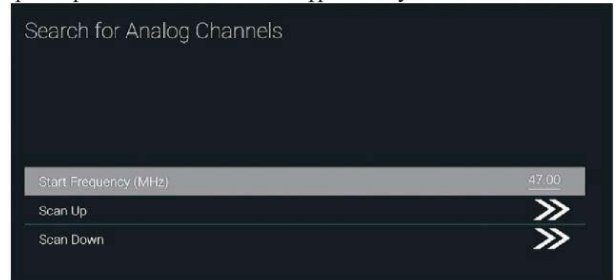 Search for Analog Channels
Start Frequency (MHz) 47.00
Scan Up
Scan Down